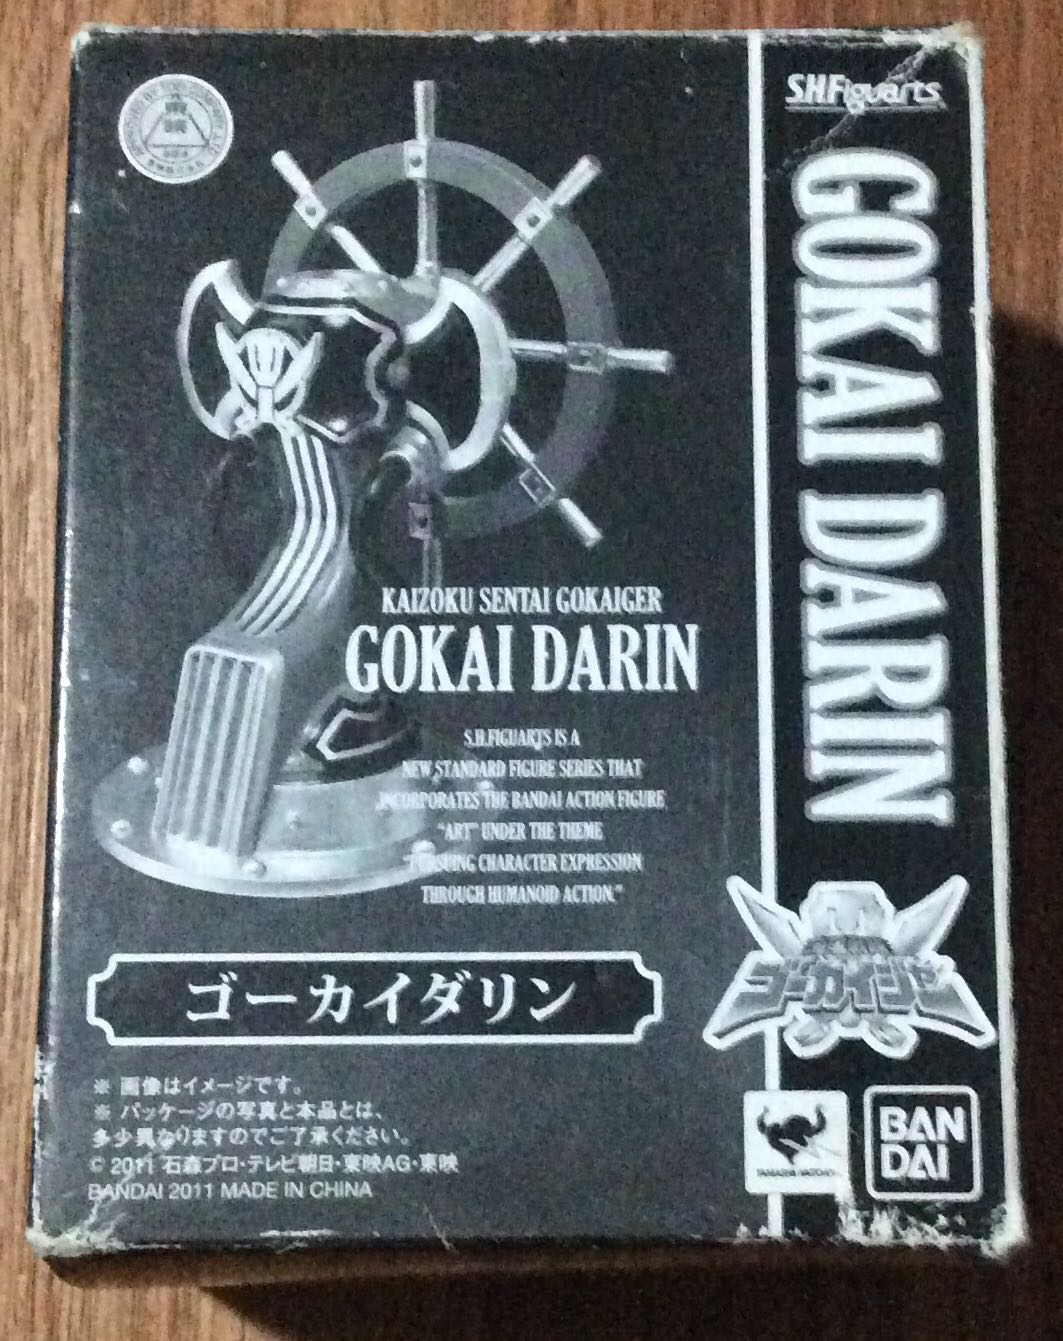 S.H.Figuarts
GOKAI DARIN
KAIZOKU SENTAI GOKAIGER
GOKAI DARIN
S.H.FIGUARTS IS A
NEW STANDARD FIGURE SERIES THAT
INCORPORATES THE BANDAI ACTION FIGURE
"ART" UNDER THE THEME
"PURSUING CHARACTER EXPRESSION
THROUGH HUMANOID ACTION."
ゴーカイジャー
ゴーカイダリン
※ 画像はイメージです。
※ パッケージの写真と本品とは、
多少異なりますのでご了承ください。
© 2011 石森プロ・テレビ朝日・東映AG・東映
BANDAI 2011 MADE IN CHINA
BAN
DAI